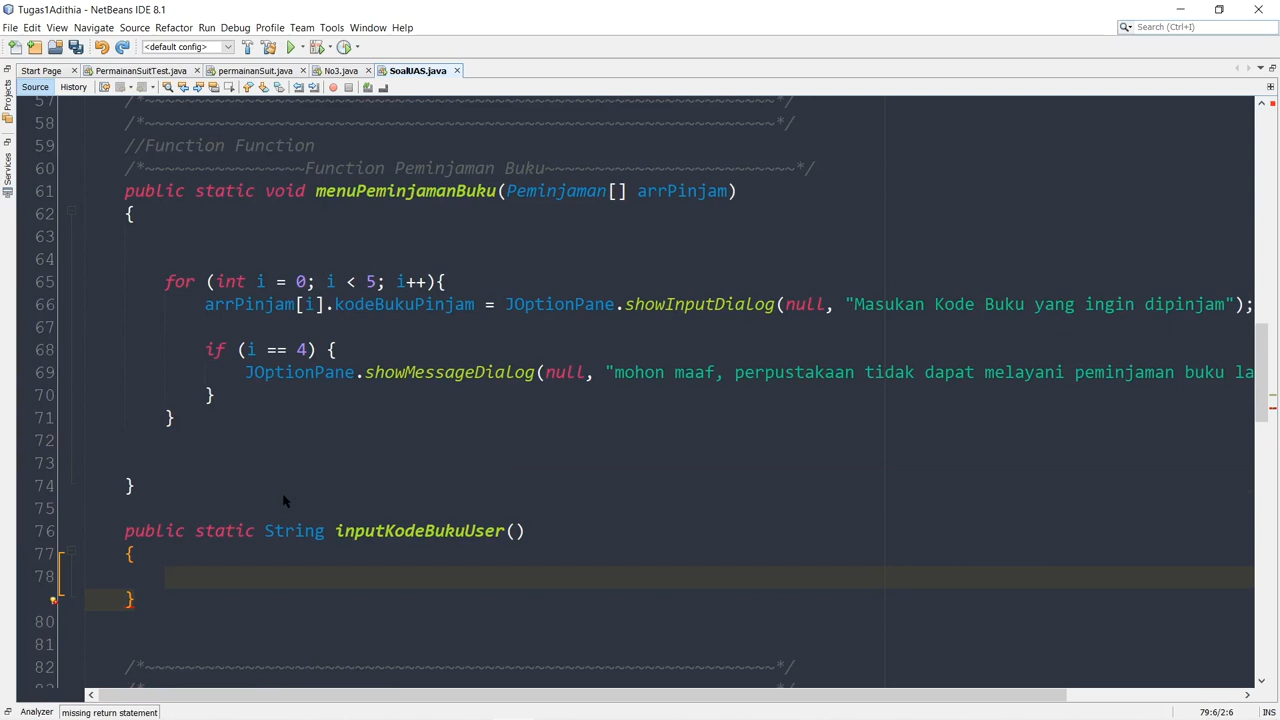 Tugas1Adithia - NetBeans IDE 8.1
File Edit View Navigate Source Refactor Run Debug Profile Team Tools Window Help
Search (Ctrl+I)
<default config>
Start Page PermainanSuitTest.java permainanSuit.java No3.java SoalUAS.java
Source History
Projects
Services
57 /*~~~~~~~~~~~~~~~~~~~~~~~~~~~~~~~~~~~~~~~~~~~~~~~~~~~~~~~~~~~~~~~*/
58 /*~~~~~~~~~~~~~~~~~~~~~~~~~~~~~~~~~~~~~~~~~~~~~~~~~~~~~~~~~~~~~~~*/
59 //Function Function
60 /*~~~~~~~~~~~~~~~~Function Peminjaman Buku~~~~~~~~~~~~~~~~~~~~~~~~~*/
61 public static void menuPeminjamanBuku(Peminjaman[] arrPinjam)
62 {
63
64
65 for (int i = 0; i < 5; i++){
66 arrPinjam[i].kodeBukuPinjam = JOptionPane.showInputDialog(null, "Masukan Kode Buku yang ingin dipinjam");
67
68 if (i == 4) {
69 JOptionPane.showMessageDialog(null, "mohon maaf, perpustakaan tidak dapat melayani peminjaman buku la
70 }
71 }
72
73
74 }
75
76 public static String inputKodeBukuUser()
77 {
78
}
80
81
82 /*~~~~~~~~~~~~~~~~~~~~~~~~~~~~~~~~~~~~~~~~~~~~~~~~~~~~~~~~~~~~~~~*/
Analyzer missing return statement 79:6/2:6 INS